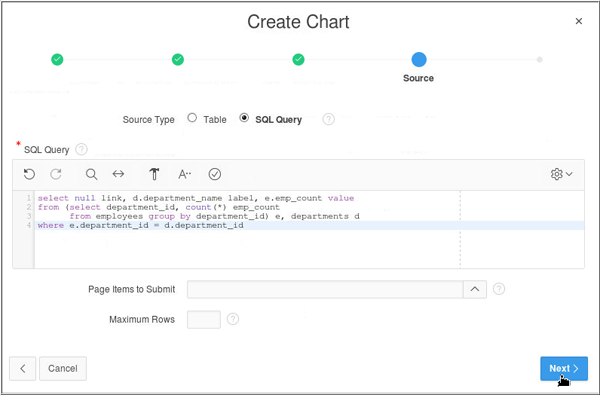 Create Chart
Source
Source Type Table SQL Query ?
* SQL Query ?
A··
1 select null link, d.department_name label, e.emp_count value
2 from (select department_id, count(*) emp_count
3 from employees group by department_id) e, departments d
4 where e.department_id = d.department_id
Page Items to Submit ?
Maximum Rows ?
Cancel Next